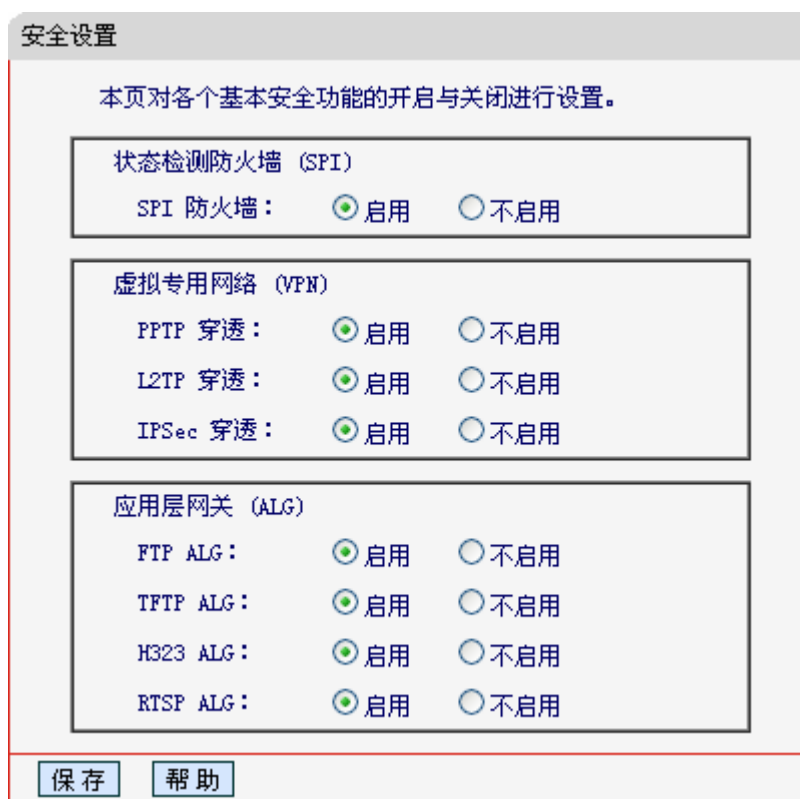 安全设置
本页对各个基本安全功能的开启与关闭进行设置。
状态检测防火墙 (SPI)
SPI 防火墙： 启用 不启用
虚拟专用网络 (VPN)
PPTP 穿透： 启用 不启用
L2TP 穿透： 启用 不启用
IPSec 穿透： 启用 不启用
应用层网关 (ALG)
FTP ALG： 启用 不启用
TFTP ALG： 启用 不启用
H323 ALG： 启用 不启用
RTSP ALG： 启用 不启用
保存 帮助